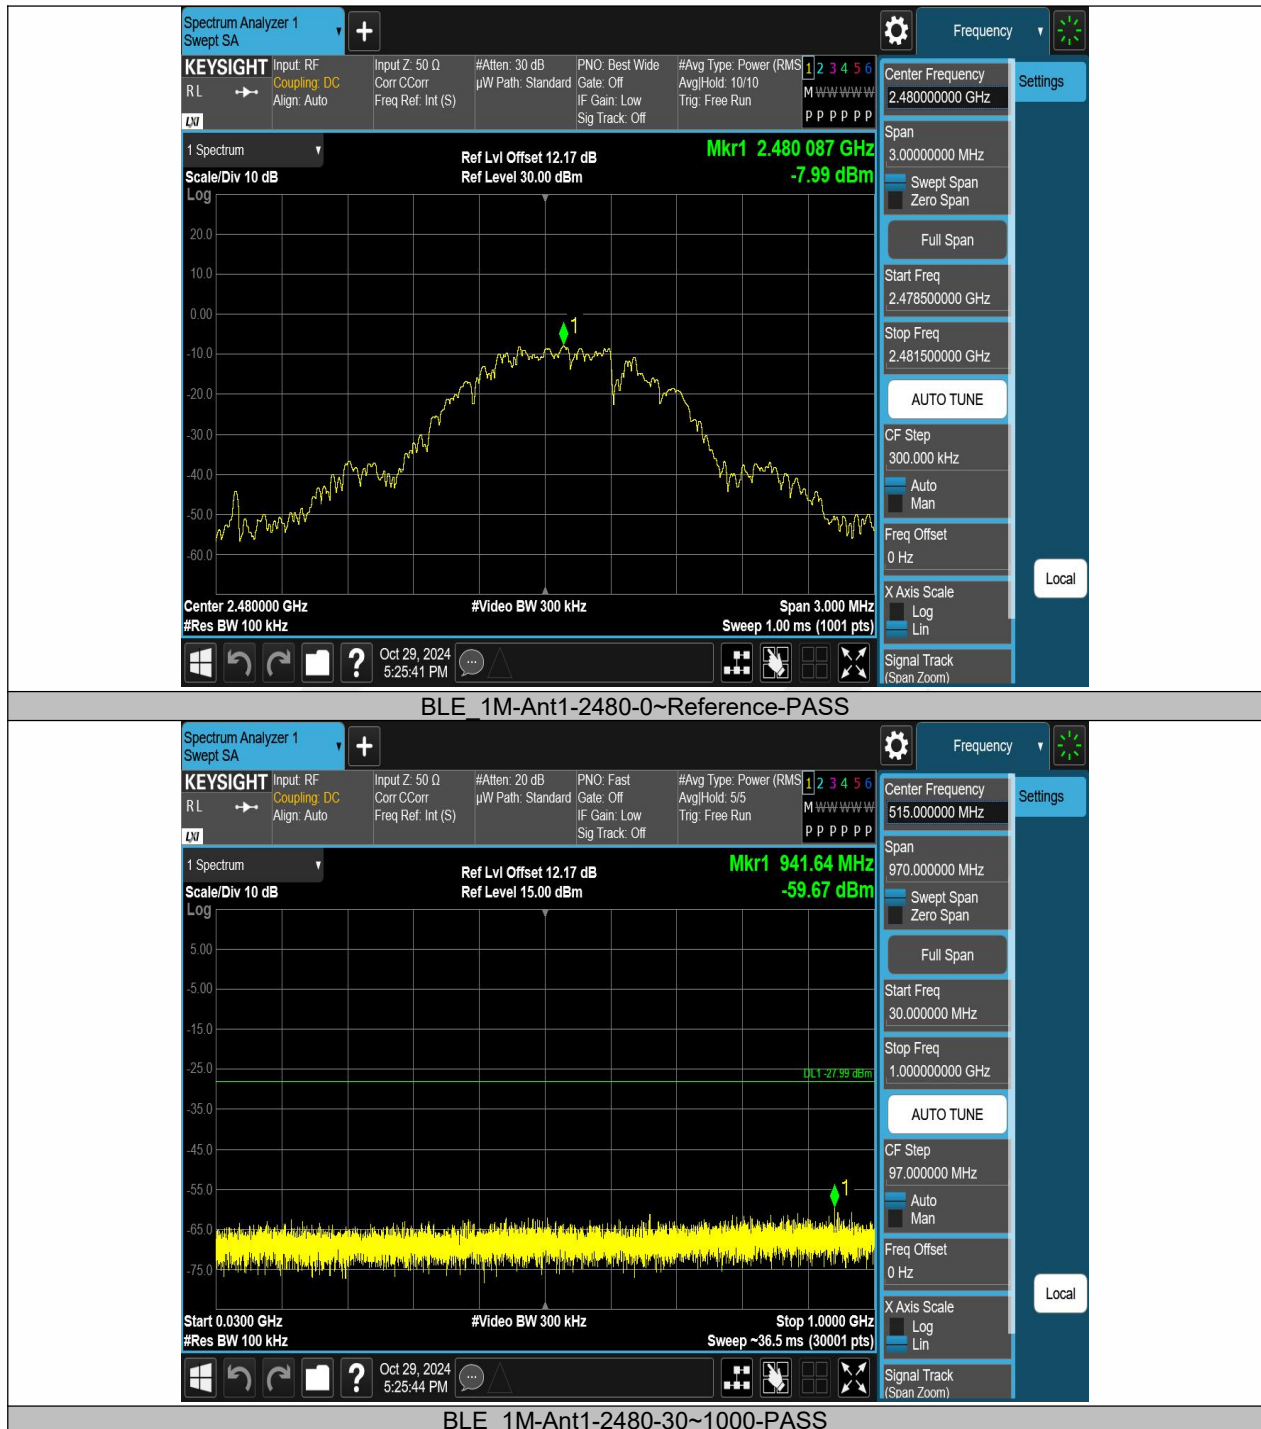 Spectrum Analyzer 1
Swept SA
+
Frequency
KEYSIGHT
R L
LXI
Input: RF
Coupling: DC
Align: Auto
Input Z: 50 Ω
Corr CCorr
Freq Ref: Int (S)
#Atten: 30 dB
µW Path: Standard
PNO: Best Wide
Gate: Off
IF Gain: Low
Sig Track: Off
#Avg Type: Power (RMS
Avg|Hold: 10/10
Trig: Free Run
1 2 3 4 5 6
M W W W W W
P P P P P P
1 Spectrum
Scale/Div 10 dB
Log
Ref Lvl Offset 12.17 dB
Ref Level 30.00 dBm
Mkr1 2.480 087 GHz
-7.99 dBm
20.0
10.0
0.00
-10.0
-20.0
-30.0
-40.0
-50.0
-60.0
1
Center 2.480000 GHz
#Res BW 100 kHz
#Video BW 300 kHz
Span 3.000 MHz
Sweep 1.00 ms (1001 pts)
Oct 29, 2024
5:25:41 PM
Center Frequency
2.480000000 GHz
Span
3.00000000 MHz
Swept Span
Zero Span
Full Span
Start Freq
2.478500000 GHz
Stop Freq
2.481500000 GHz
AUTO TUNE
CF Step
300.000 kHz
Auto
Man
Freq Offset
0 Hz
X Axis Scale
Log
Lin
Signal Track
(Span Zoom)
Settings
Local
BLE_1M-Ant1-2480-0~Reference-PASS
Spectrum Analyzer 1
Swept SA
+
Frequency
KEYSIGHT
R L
LXI
Input: RF
Coupling: DC
Align: Auto
Input Z: 50 Ω
Corr CCorr
Freq Ref: Int (S)
#Atten: 20 dB
µW Path: Standard
PNO: Fast
Gate: Off
IF Gain: Low
Sig Track: Off
#Avg Type: Power (RMS
Avg|Hold: 5/5
Trig: Free Run
1 2 3 4 5 6
M W W W W W
P P P P P P
1 Spectrum
Scale/Div 10 dB
Log
Ref Lvl Offset 12.17 dB
Ref Level 15.00 dBm
Mkr1 941.64 MHz
-59.67 dBm
5.00
-5.00
-15.0
-25.0
-35.0
-45.0
-55.0
-65.0
-75.0
DL1 -27.99 dBm
1
Start 0.0300 GHz
#Res BW 100 kHz
#Video BW 300 kHz
Stop 1.0000 GHz
Sweep ~36.5 ms (30001 pts)
Oct 29, 2024
5:25:44 PM
Center Frequency
515.000000 MHz
Span
970.000000 MHz
Swept Span
Zero Span
Full Span
Start Freq
30.000000 MHz
Stop Freq
1.000000000 GHz
AUTO TUNE
CF Step
97.000000 MHz
Auto
Man
Freq Offset
0 Hz
X Axis Scale
Log
Lin
Signal Track
(Span Zoom)
Settings
Local
BLE_1M-Ant1-2480-30~1000-PASS